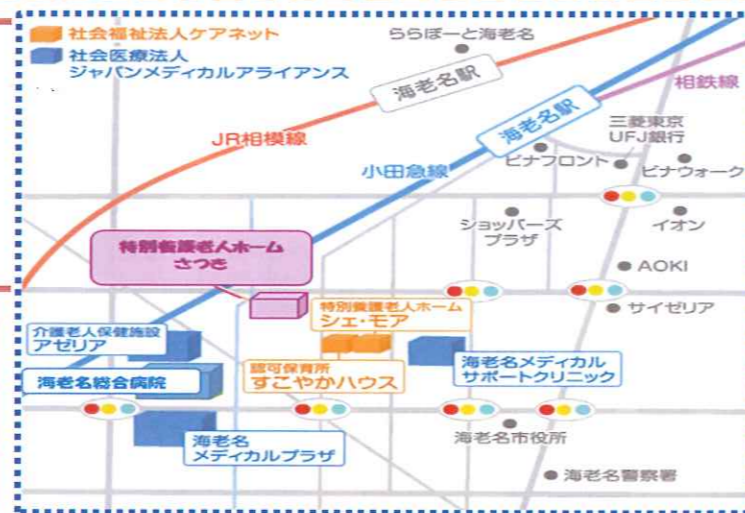 社会福祉法人ケアネット
社会医療法人
ジャパンメディカルアライアンス
ららぽーと海老名
海老名駅
海老名駅
相鉄線
JR相模線
小田急線
三菱東京
UFJ銀行
ビナフロント
ビナウォーク
ショッパーズ
プラザ
イオン
特別養護老人ホーム
さつき
AOKI
サイゼリア
特別養護老人ホーム
シェ・モア
介護老人保健施設
アゼリア
認可保育所
すこやかハウス
海老名メディカル
サポートクリニック
海老名総合病院
海老名
メディカルプラザ
海老名市役所
海老名警察署